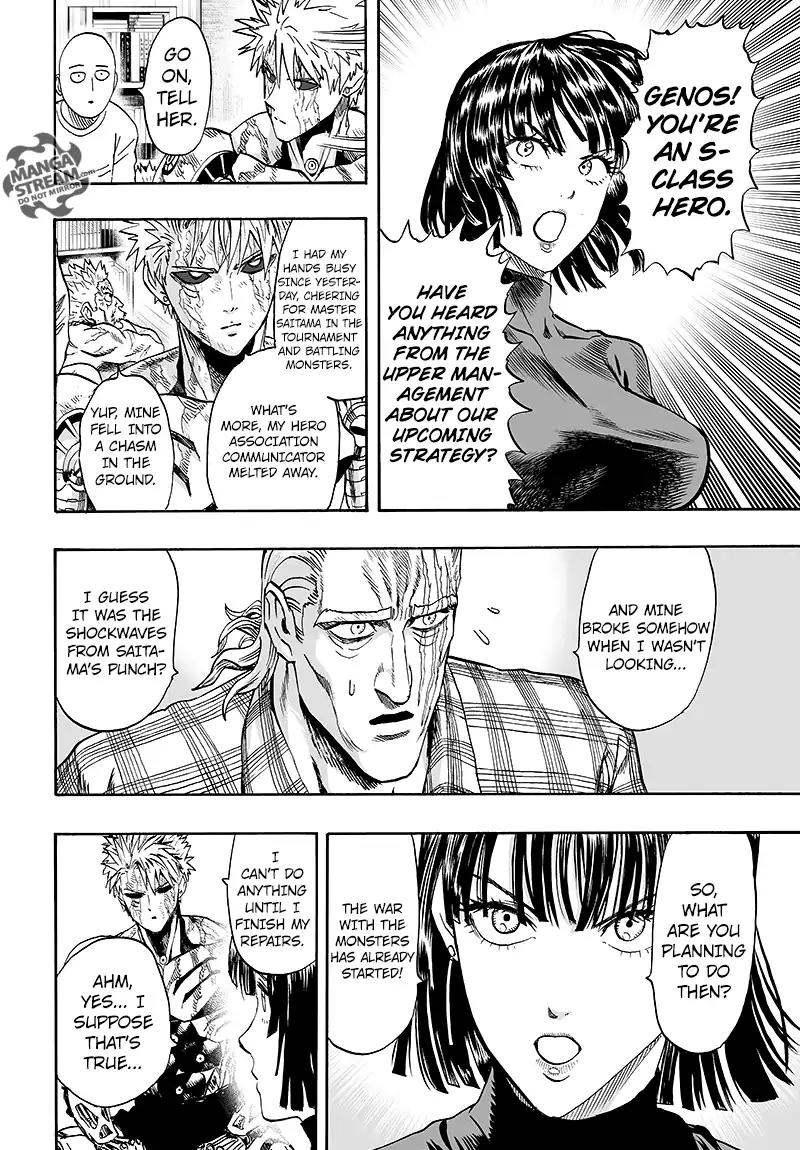 GENOS!
YOU'RE
AN S-
CLASS
HERO.
HAVE
YOU HEARD
ANYTHING
FROM THE
UPPER MAN-
AGEMENT
ABOUT OUR
UPCOMING
STRATEGY?
GO
ON,
TELL
HER.
MANGA
STREAM.COM
DO NOT MIRROR
I HAD MY
HANDS BUSY
SINCE YESTER-
DAY, CHEERING
FOR MASTER
SAITAMA IN THE
TOURNAMENT
AND BATTLING
MONSTERS.
WHAT'S
MORE, MY HERO
ASSOCIATION
COMMUNICATOR
MELTED AWAY.
YUP, MINE
FELL INTO
A CHASM
IN THE
GROUND.
AND MINE
BROKE SOMEHOW
WHEN I WASN'T
LOOKING...
I GUESS
IT WAS THE
SHOCKWAVES
FROM SAITA-
MA'S PUNCH?
SO,
WHAT
ARE YOU
PLANNING
TO DO
THEN?
THE WAR
WITH THE
MONSTERS
HAS ALREADY
STARTED!
I
CAN'T DO
ANYTHING
UNTIL I
FINISH MY
REPAIRS.
AHM,
YES... I
SUPPOSE
THAT'S
TRUE...